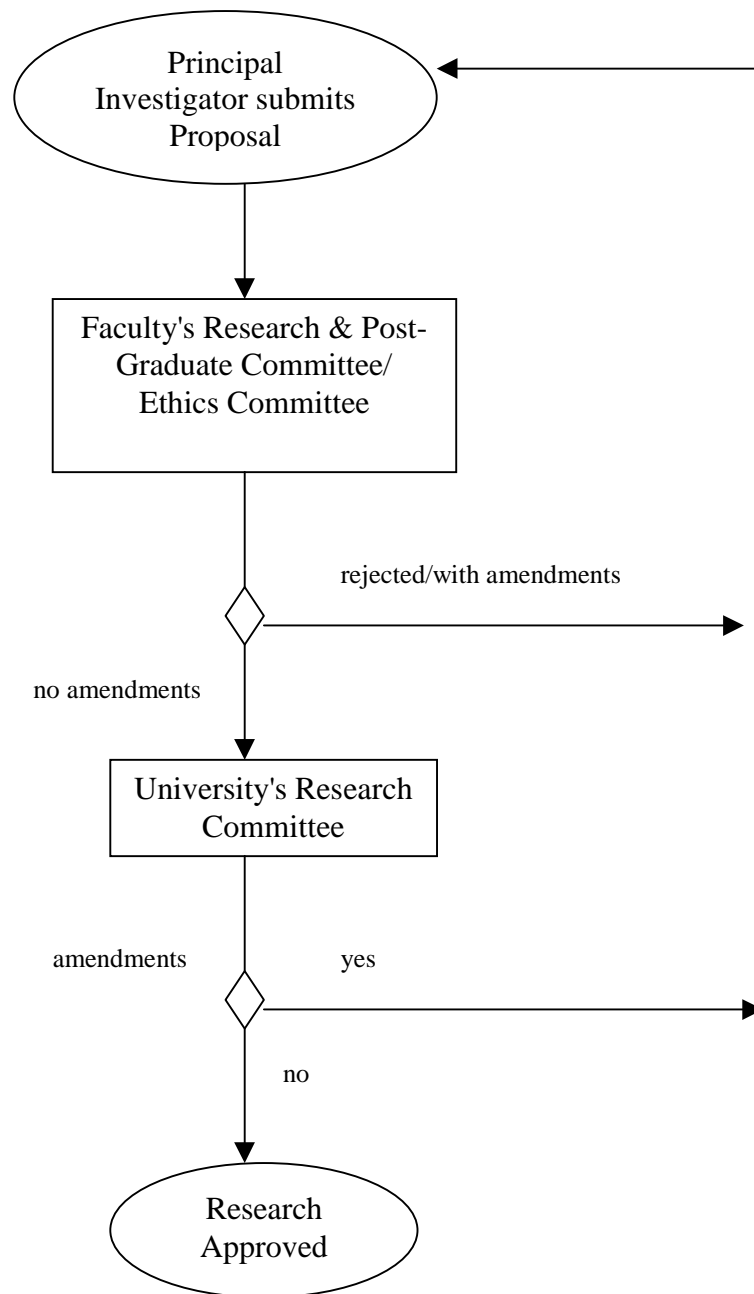 Principal
Investigator submits
Proposal
Faculty's Research & Post-
Graduate Committee/
Ethics Committee
rejected/with amendments
no amendments
University's Research
Committee
amendments
yes
no
Research
Approved